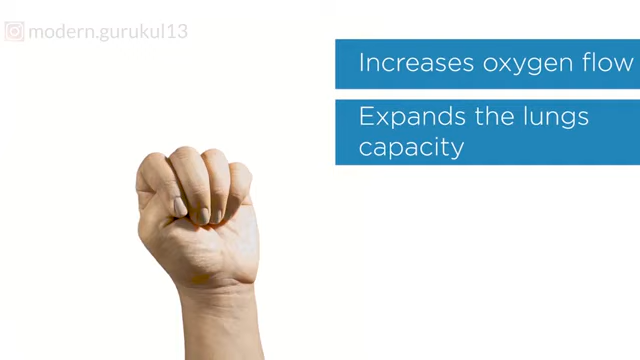 modern.gurukul13
Increases oxygen flow
Expands the lungs
capacity